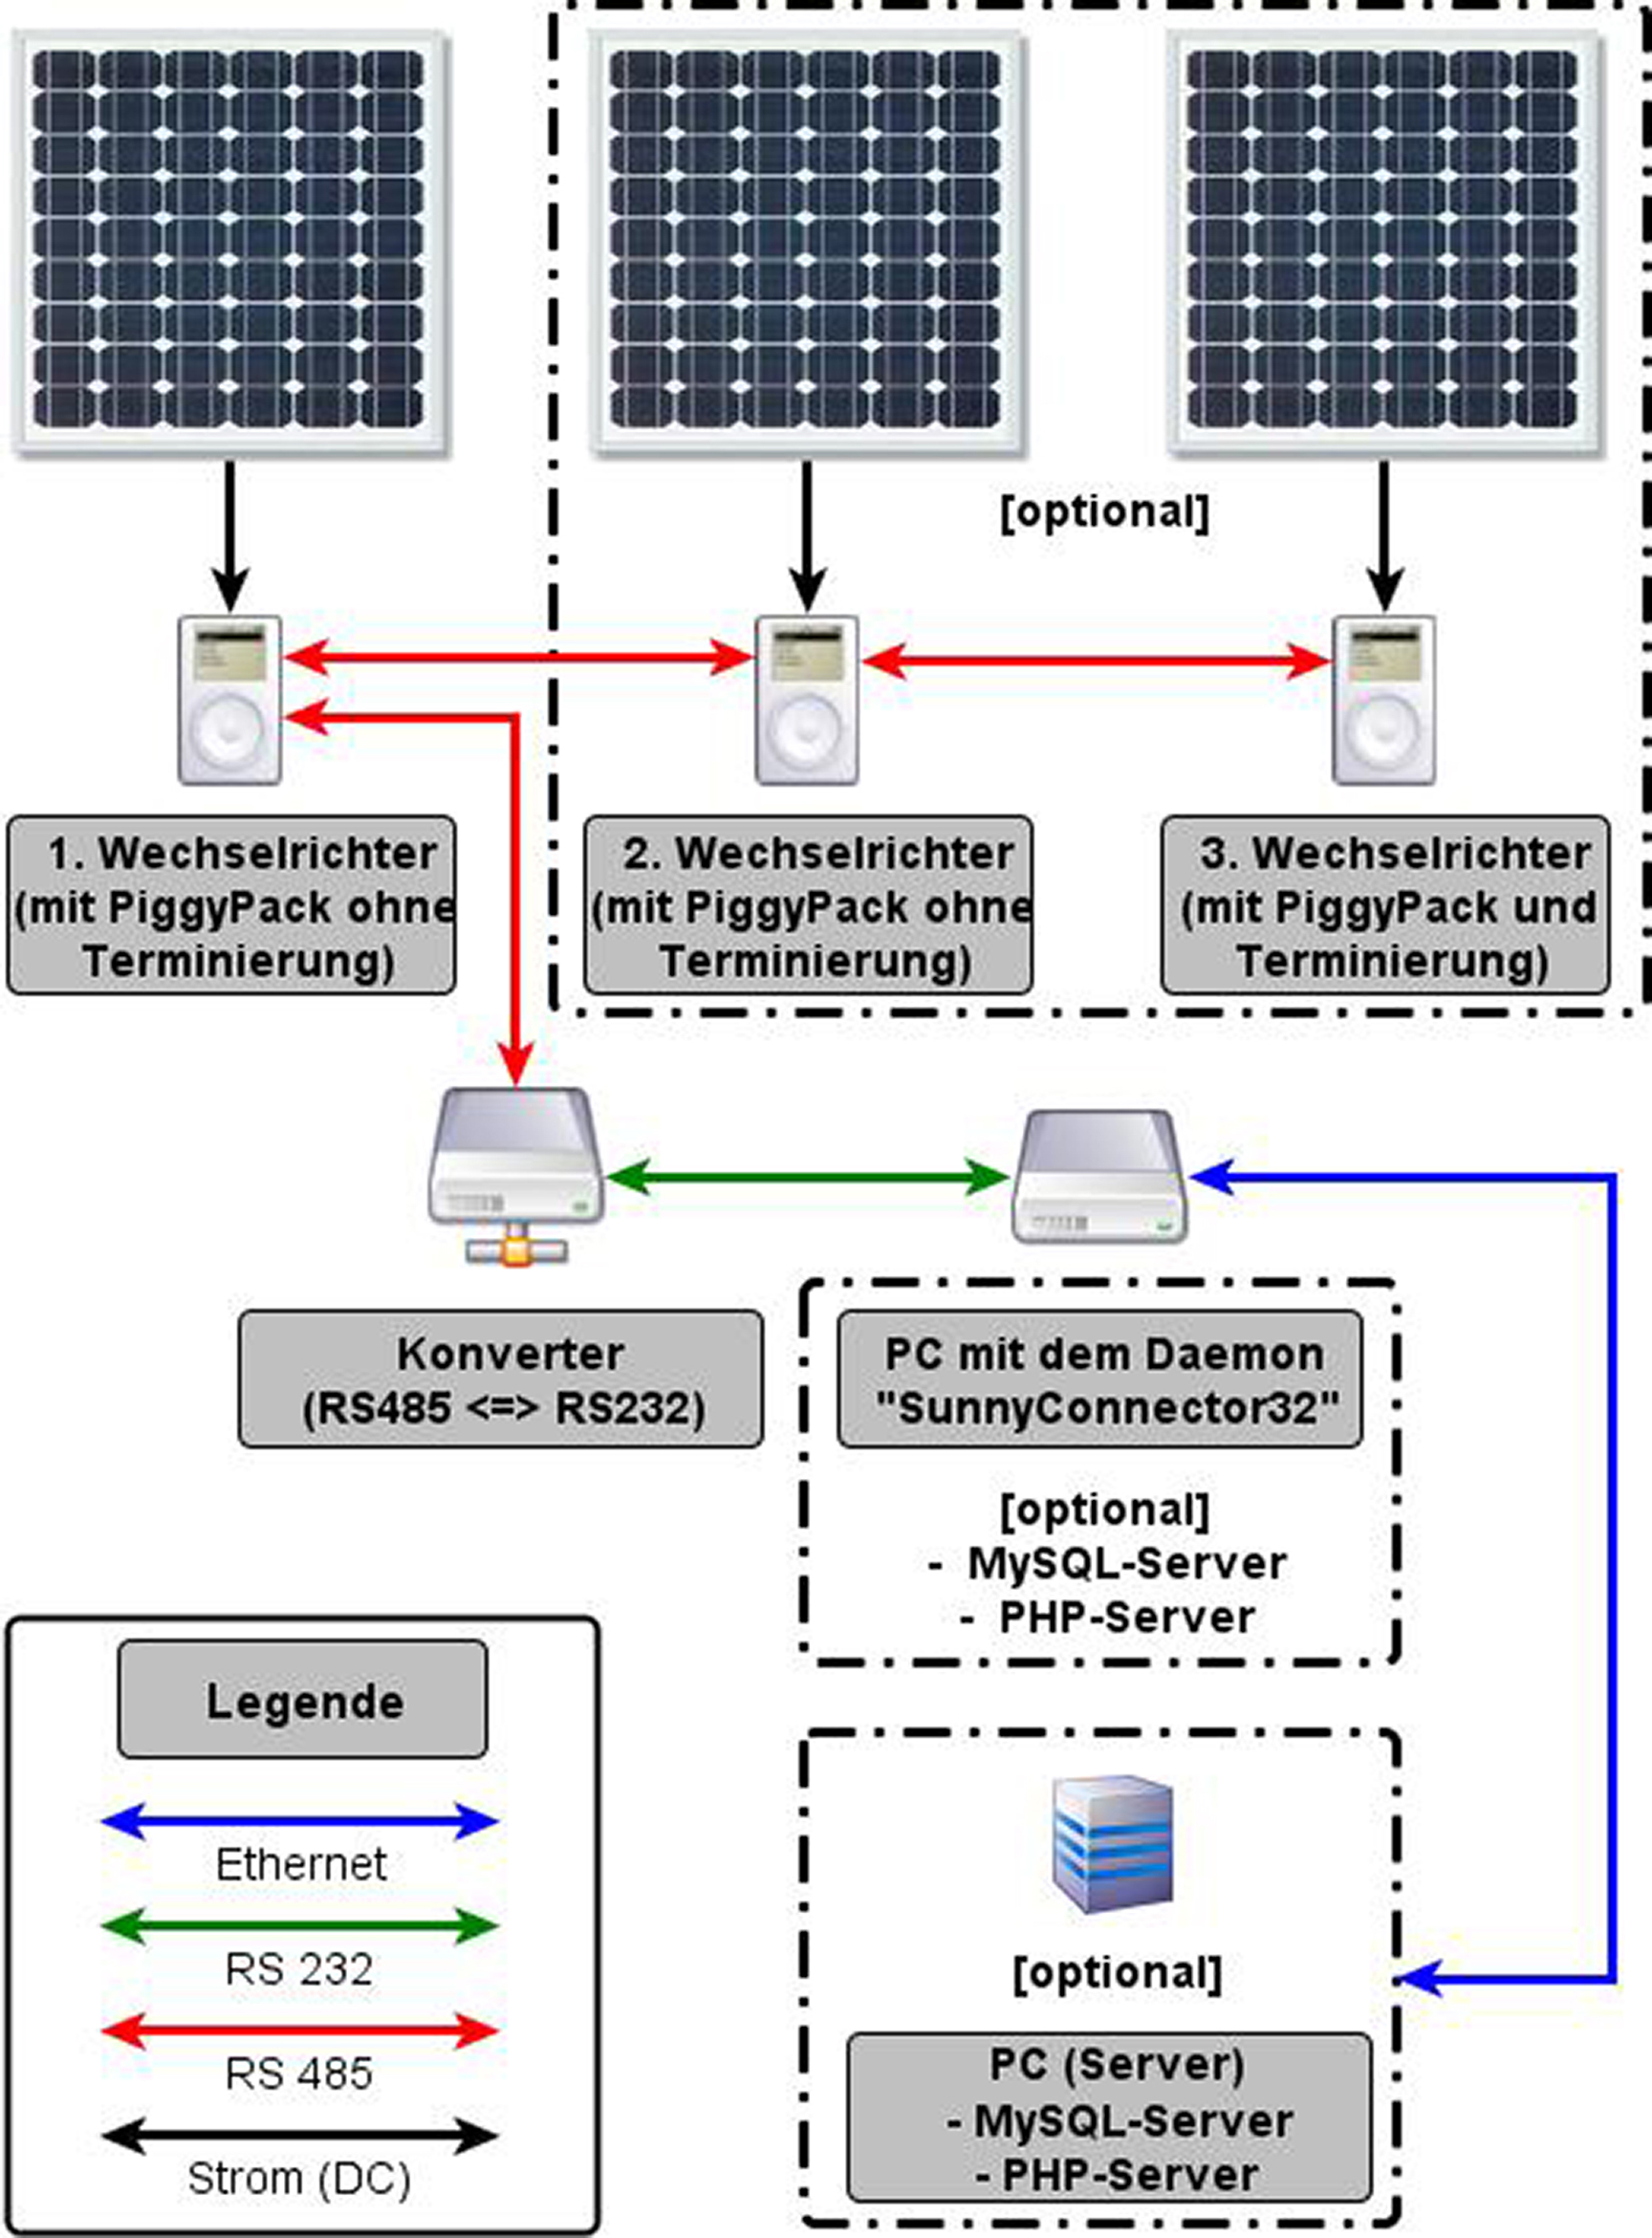 [optional]
1. Wechselrichter
(mit PiggyPack ohne
Terminierung)
2. Wechselrichter
(mit PiggyPack ohne
Terminierung)
3. Wechselrichter
(mit PiggyPack und
Terminierung)
Konverter
(RS485 <=> RS232)
PC mit dem Daemon
"SunnyConnector32"
[optional]
- MySQL-Server
- PHP-Server
Legende
Ethernet
RS 232
RS 485
Strom (DC)
[optional]
PC (Server)
- MySQL-Server
- PHP-Server